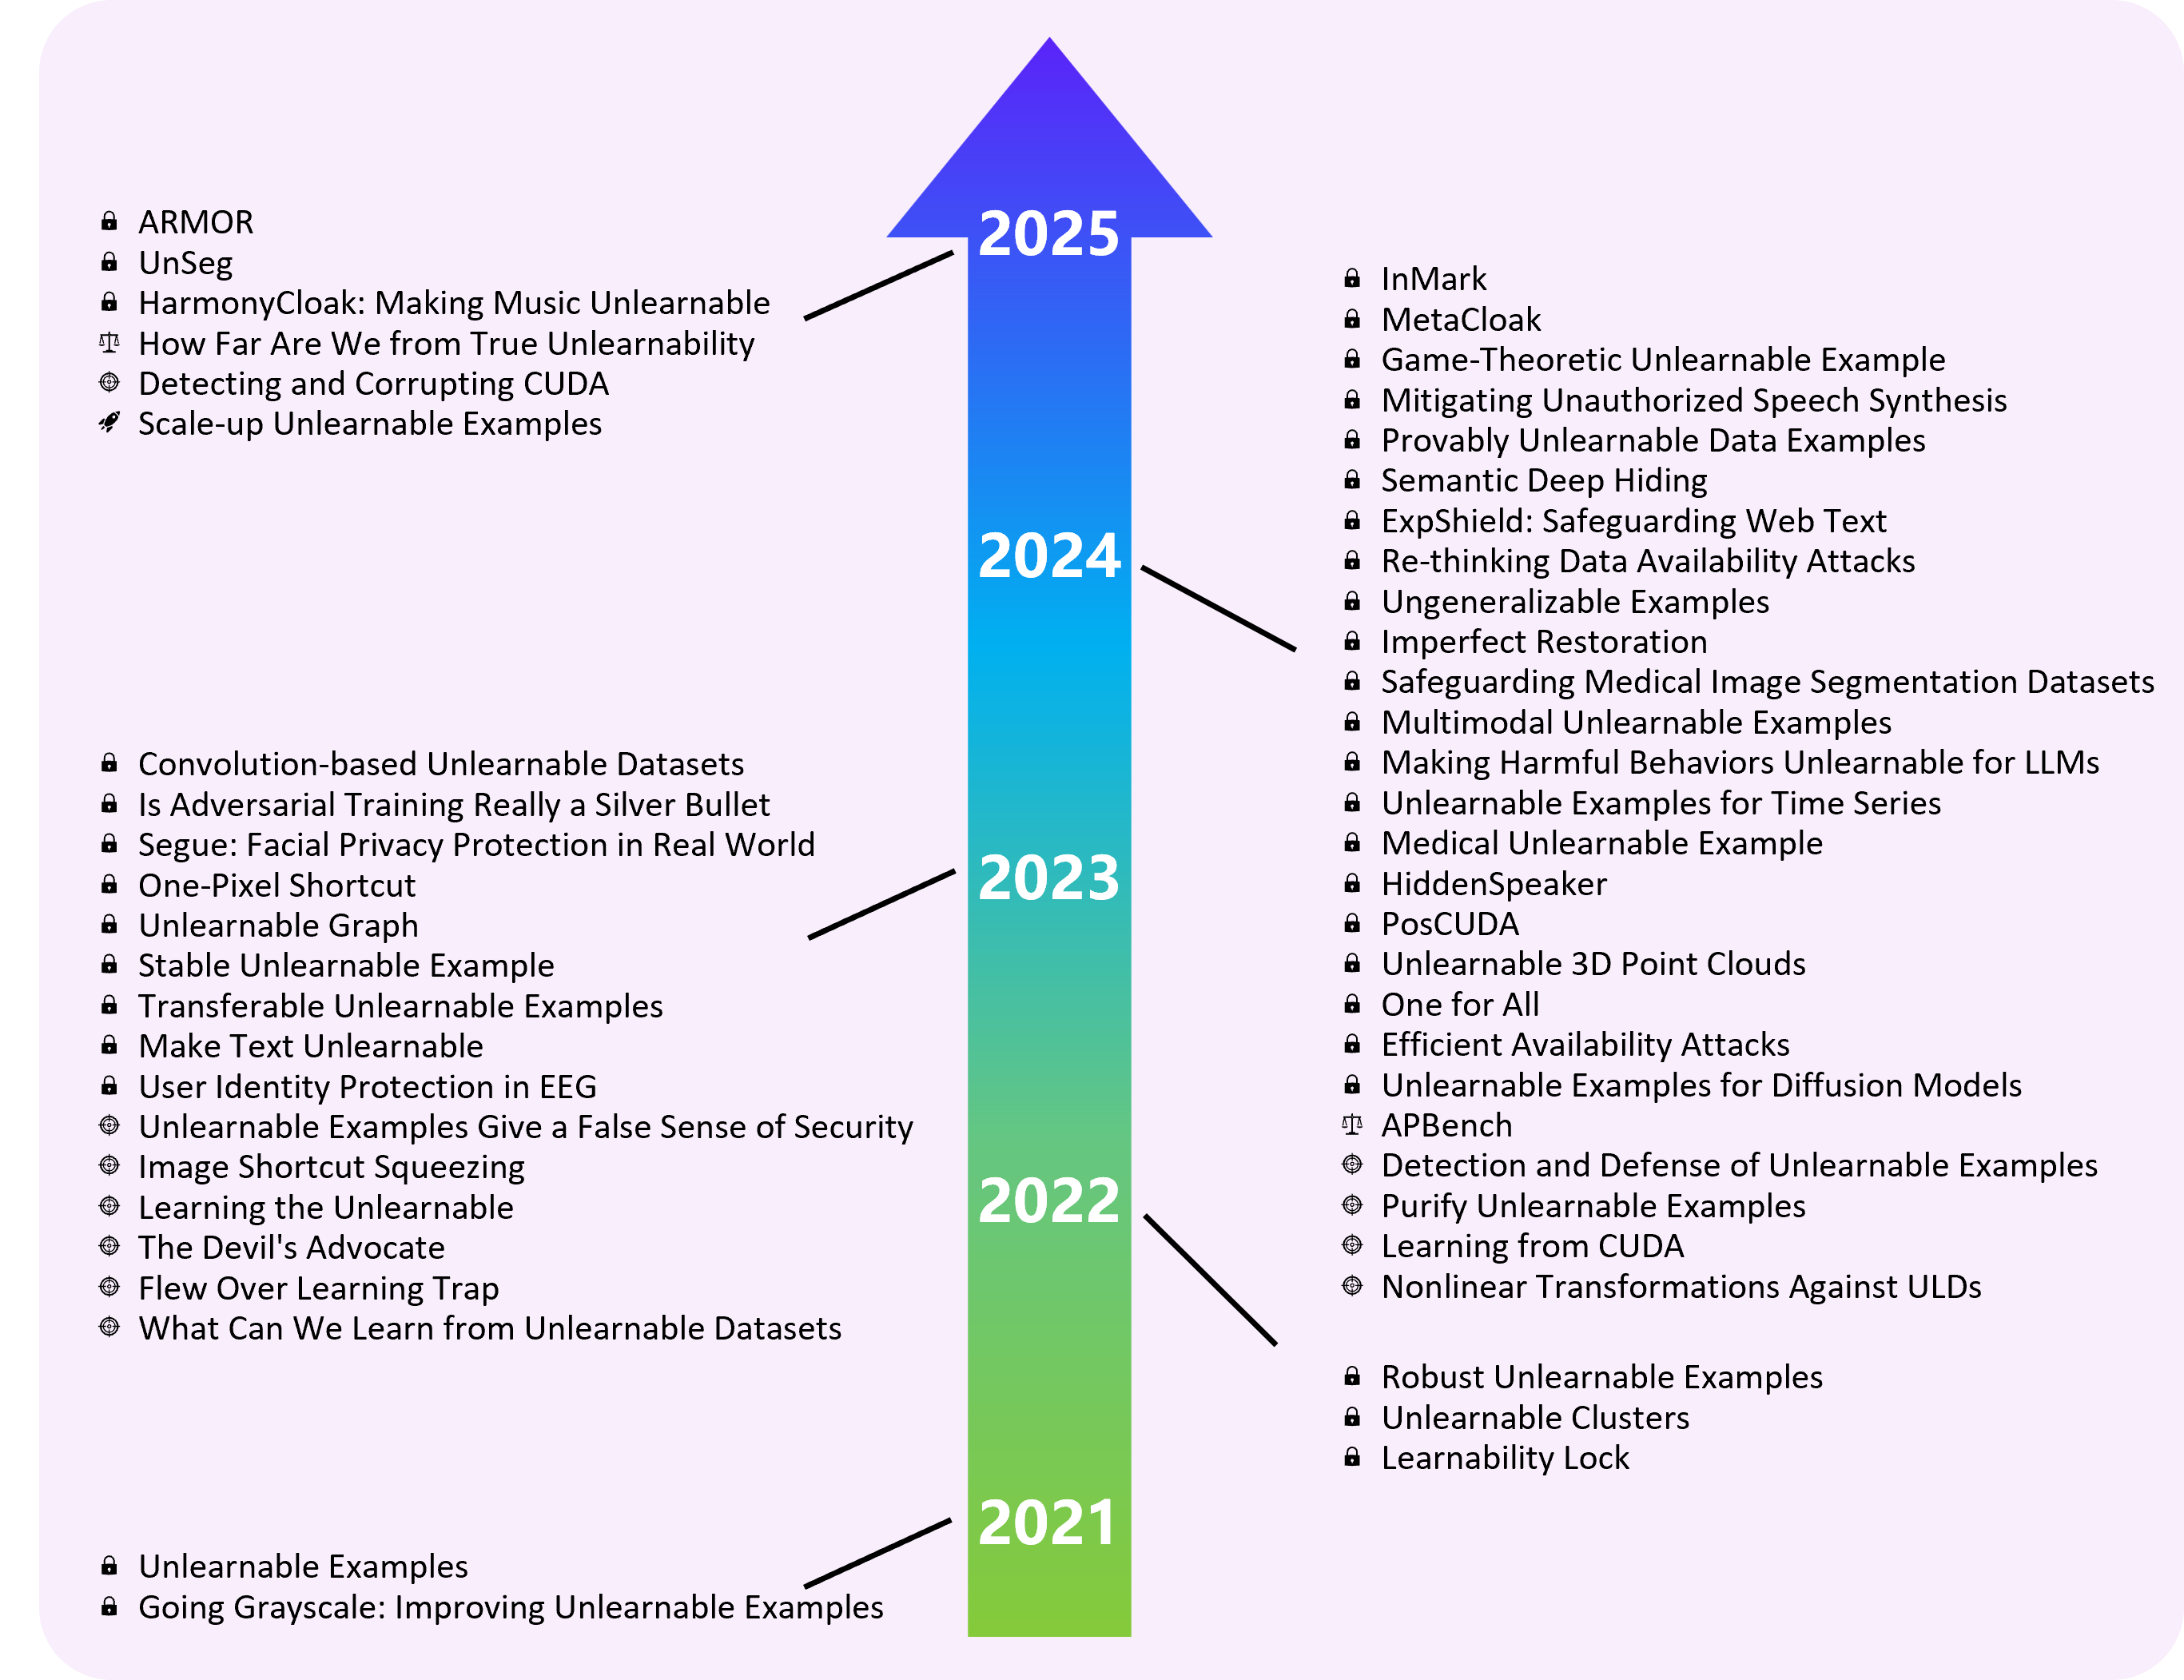 2025
ARMOR
UnSeg
HarmonyCloak: Making Music Unlearnable
How Far Are We from True Unlearnability
Detecting and Corrupting CUDA
Scale-up Unlearnable Examples
2024
InMark
MetaCloak
Game-Theoretic Unlearnable Example
Mitigating Unauthorized Speech Synthesis
Provably Unlearnable Data Examples
Semantic Deep Hiding
ExpShield: Safeguarding Web Text
Re-thinking Data Availability Attacks
Ungeneralizable Examples
Imperfect Restoration
Safeguarding Medical Image Segmentation Datasets
Multimodal Unlearnable Examples
Making Harmful Behaviors Unlearnable for LLMs
Unlearnable Examples for Time Series
Medical Unlearnable Example
HiddenSpeaker
PosCUDA
Unlearnable 3D Point Clouds
One for All
Efficient Availability Attacks
Unlearnable Examples for Diffusion Models
APBench
Detection and Defense of Unlearnable Examples
Purify Unlearnable Examples
Learning from CUDA
Nonlinear Transformations Against ULDs
2023
Convolution-based Unlearnable Datasets
Is Adversarial Training Really a Silver Bullet
Segue: Facial Privacy Protection in Real World
One-Pixel Shortcut
Unlearnable Graph
Stable Unlearnable Example
Transferable Unlearnable Examples
Make Text Unlearnable
User Identity Protection in EEG
Unlearnable Examples Give a False Sense of Security
Image Shortcut Squeezing
Learning the Unlearnable
The Devil's Advocate
Flew Over Learning Trap
What Can We Learn from Unlearnable Datasets
2022
Robust Unlearnable Examples
Unlearnable Clusters
Learnability Lock
2021
Unlearnable Examples
Going Grayscale: Improving Unlearnable Examples